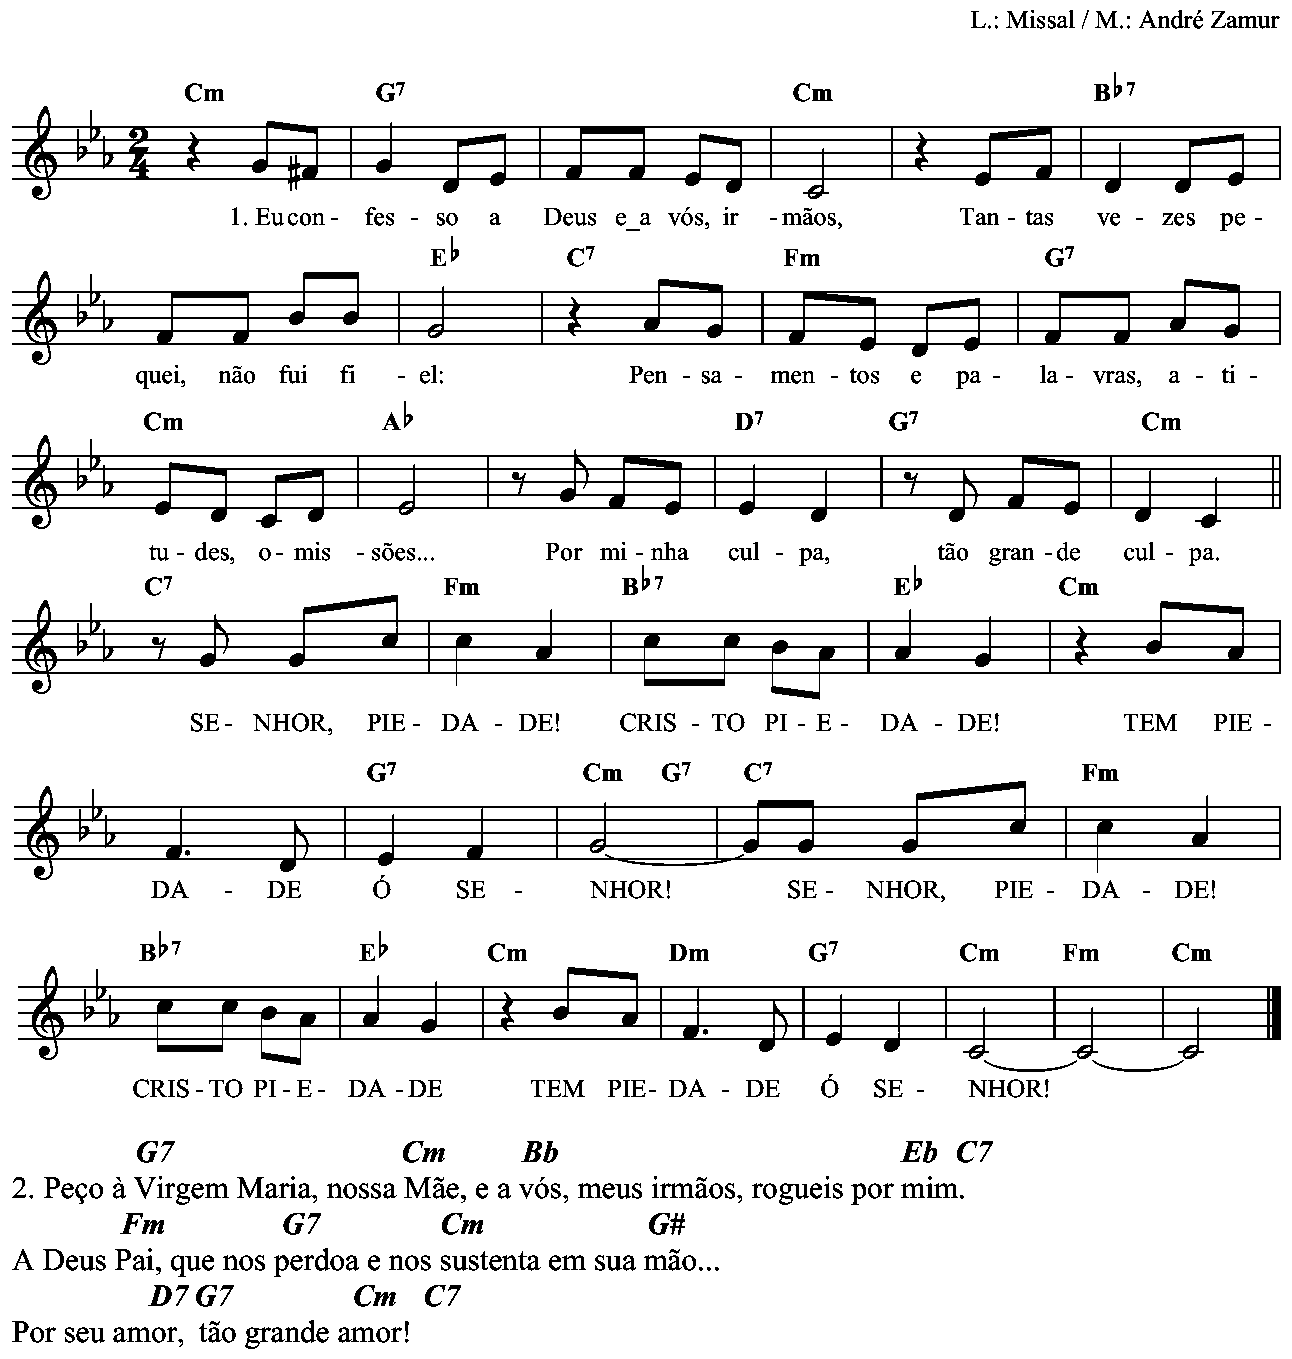 L.: Missal / M.: André Zamur
Cm G7 Cm B♭7
2
4
1. Eu con- fes- so a Deus e_a vós, ir -mãos, Tan- tas ve- zes pe-
E♭ C7 Fm G7
quei, não fui fi -el: Pen-sa- men-tos e pa- la-vras, a-ti-
Cm A♭ D7 G7 Cm
tu-des, o-mis -sões... Por mi-nha cul-pa, tão gran-de cul-pa.
C7 Fm B♭7 E♭ Cm
SE- NHOR, PIE- DA- DE! CRIS- TO PI-E- DA-DE! TEM PIE-
G7 Cm G7 C7 Fm
DA- DE Ó SE- NHOR! SE- NHOR, PIE- DA- DE!
B♭7 E♭ Cm Dm G7 Cm Fm Cm
CRIS-TO PI-E- DA-DE TEM PIE- DA- DE Ó SE- NHOR!
G7 Cm Bb Eb C7
2. Peço à Virgem Maria, nossa Mãe, e a vós, meus irmãos, rogueis por mim.
Fm G7 Cm G#
A Deus Pai, que nos perdoa e nos sustenta em sua mão...
D7 G7 Cm C7
Por seu amor, tão grande amor!